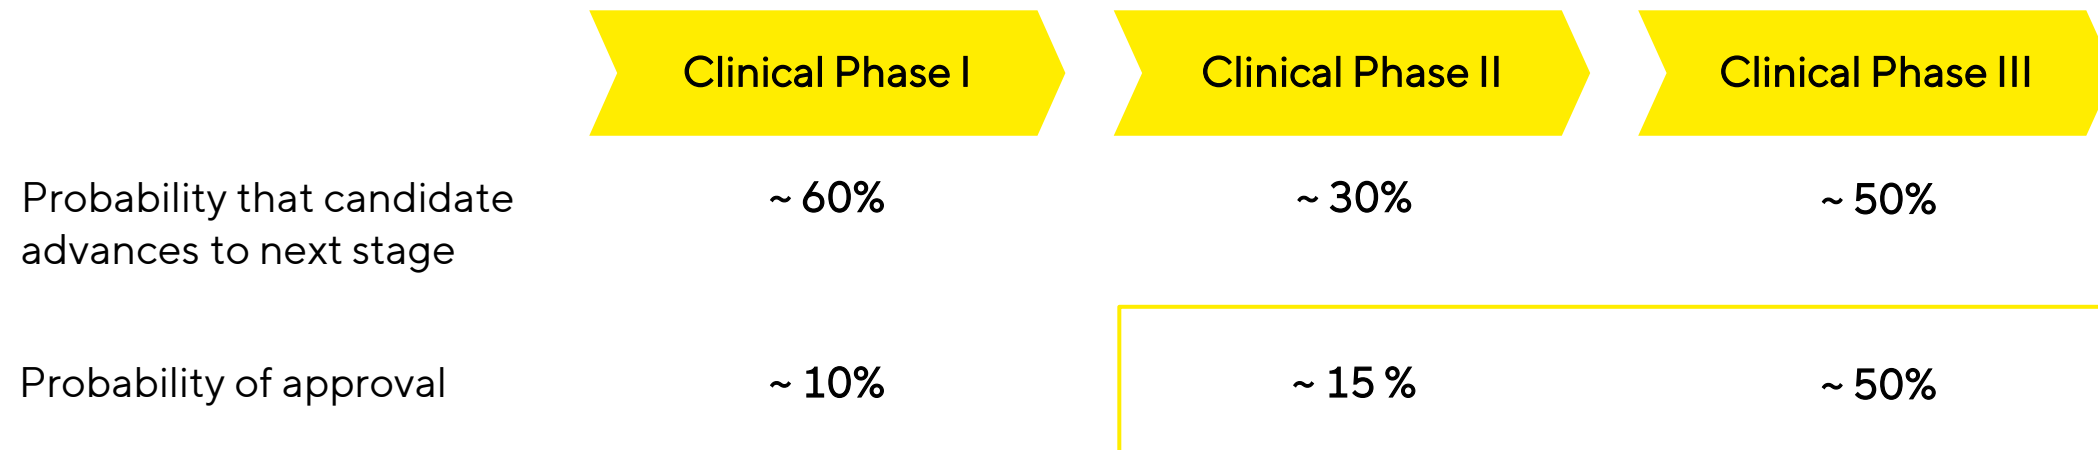 Clinical Phase I Clinical Phase II Clinical Phase III
Probability that candidate
advances to next stage
~ 60% ~ 30% ~ 50%
Probability of approval ~ 10% ~ 15 % ~ 50%